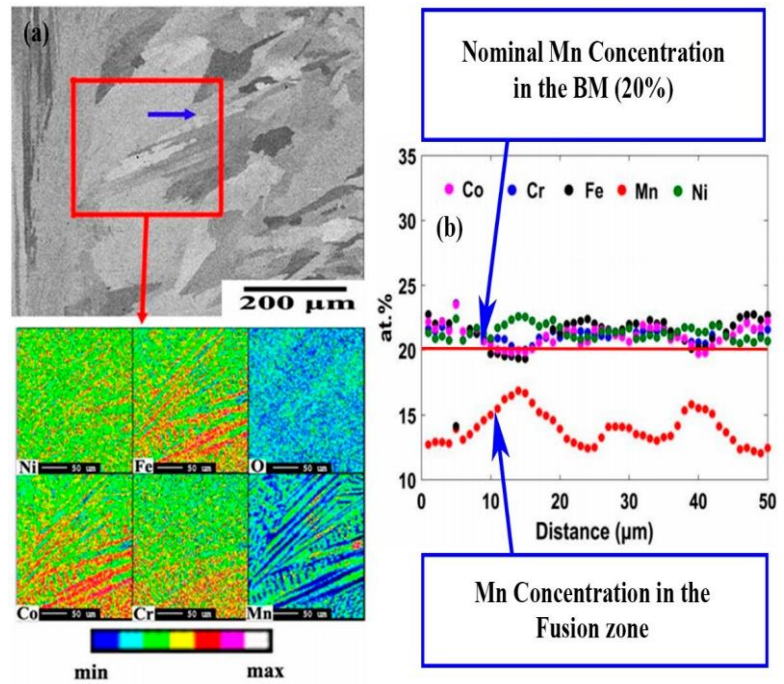 (a)
200 µm
Ni
50 um
Fe
50 um
O
50 um
Co
50 um
Cr
50 um
Mn
50 um
min
max
Nominal Mn Concentration
in the BM (20%)
35
30
25
20
15
10
at.%
Co Cr Fe Mn Ni
(b)
0 10 20 30 40 50
Distance (µm)
Mn Concentration in the
Fusion zone